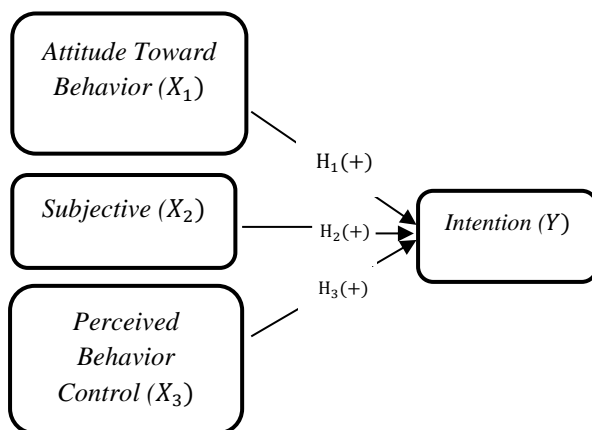 Attitude Toward
Behavior (X₁)
H₁(+)
Subjective (X₂)
H₂(+)
Intention (Y)
H₃(+)
Perceived
Behavior
Control (X₃)